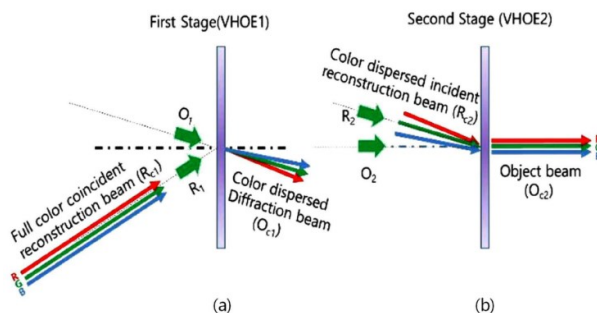 First Stage(VHOE1)
O1
R1
Full color coincident
reconstruction beam (Rc1)
R
G
B
Color dispersed
Diffraction beam
(Oc1)
(a)
Second Stage (VHOE2)
Color dispersed incident
reconstruction beam (Rc2)
R2
O2
Object beam
(Oc2)
(b)